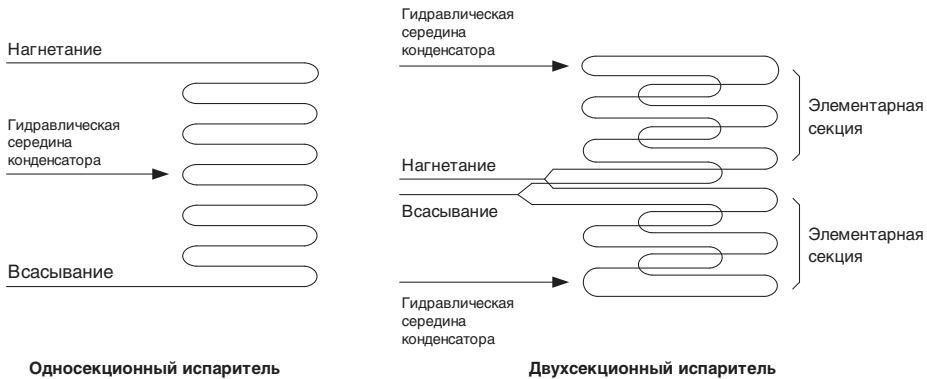 Нагнетание
Гидравлическая
середина
конденсатора
Всасывание
Односекционный испаритель
Гидравлическая
середина
конденсатора
Элементарная
секция
Нагнетание
Всасывание
Элементарная
секция
Гидравлическая
середина
конденсатора
Двухсекционный испаритель